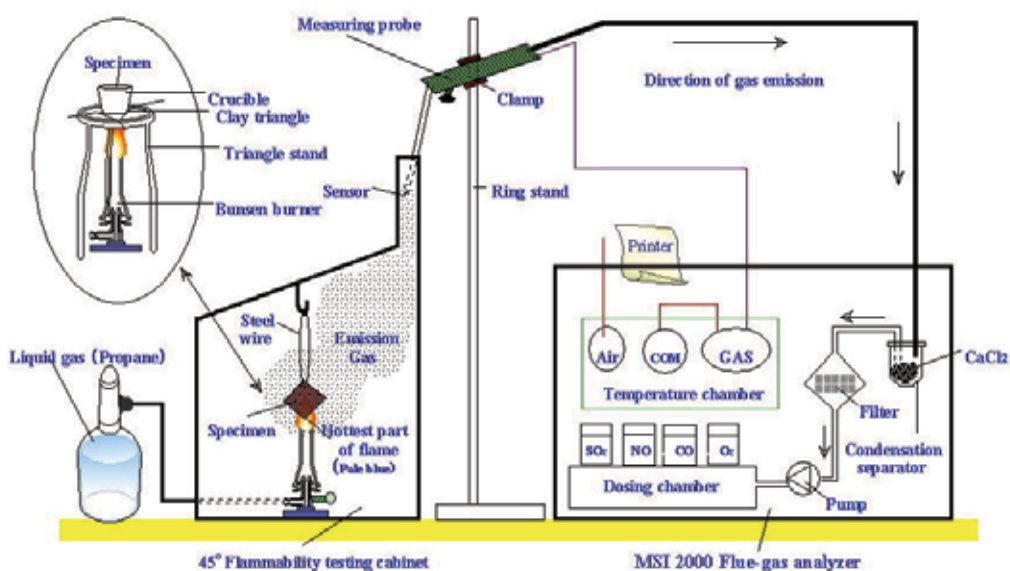 Measuring probe
Specimen
Crucible
Clay triangle
Triangle stand
Bunsen burner
Direction of gas emission
Clamp
Sensor
Ring stand
Printer
Steel
wire
Emission
Gas
Liquid gas (Propane)
Air
COM
GAS
Temperature chamber
CaCl2
Filter
Specimen
Hottest part
of flame
(Pale blue)
SO₂
NO
CO
O₂
Condensation
separator
Dosing chamber
Pump
45° Flammability testing cabinet
MSI 2000 Flue-gas analyzer